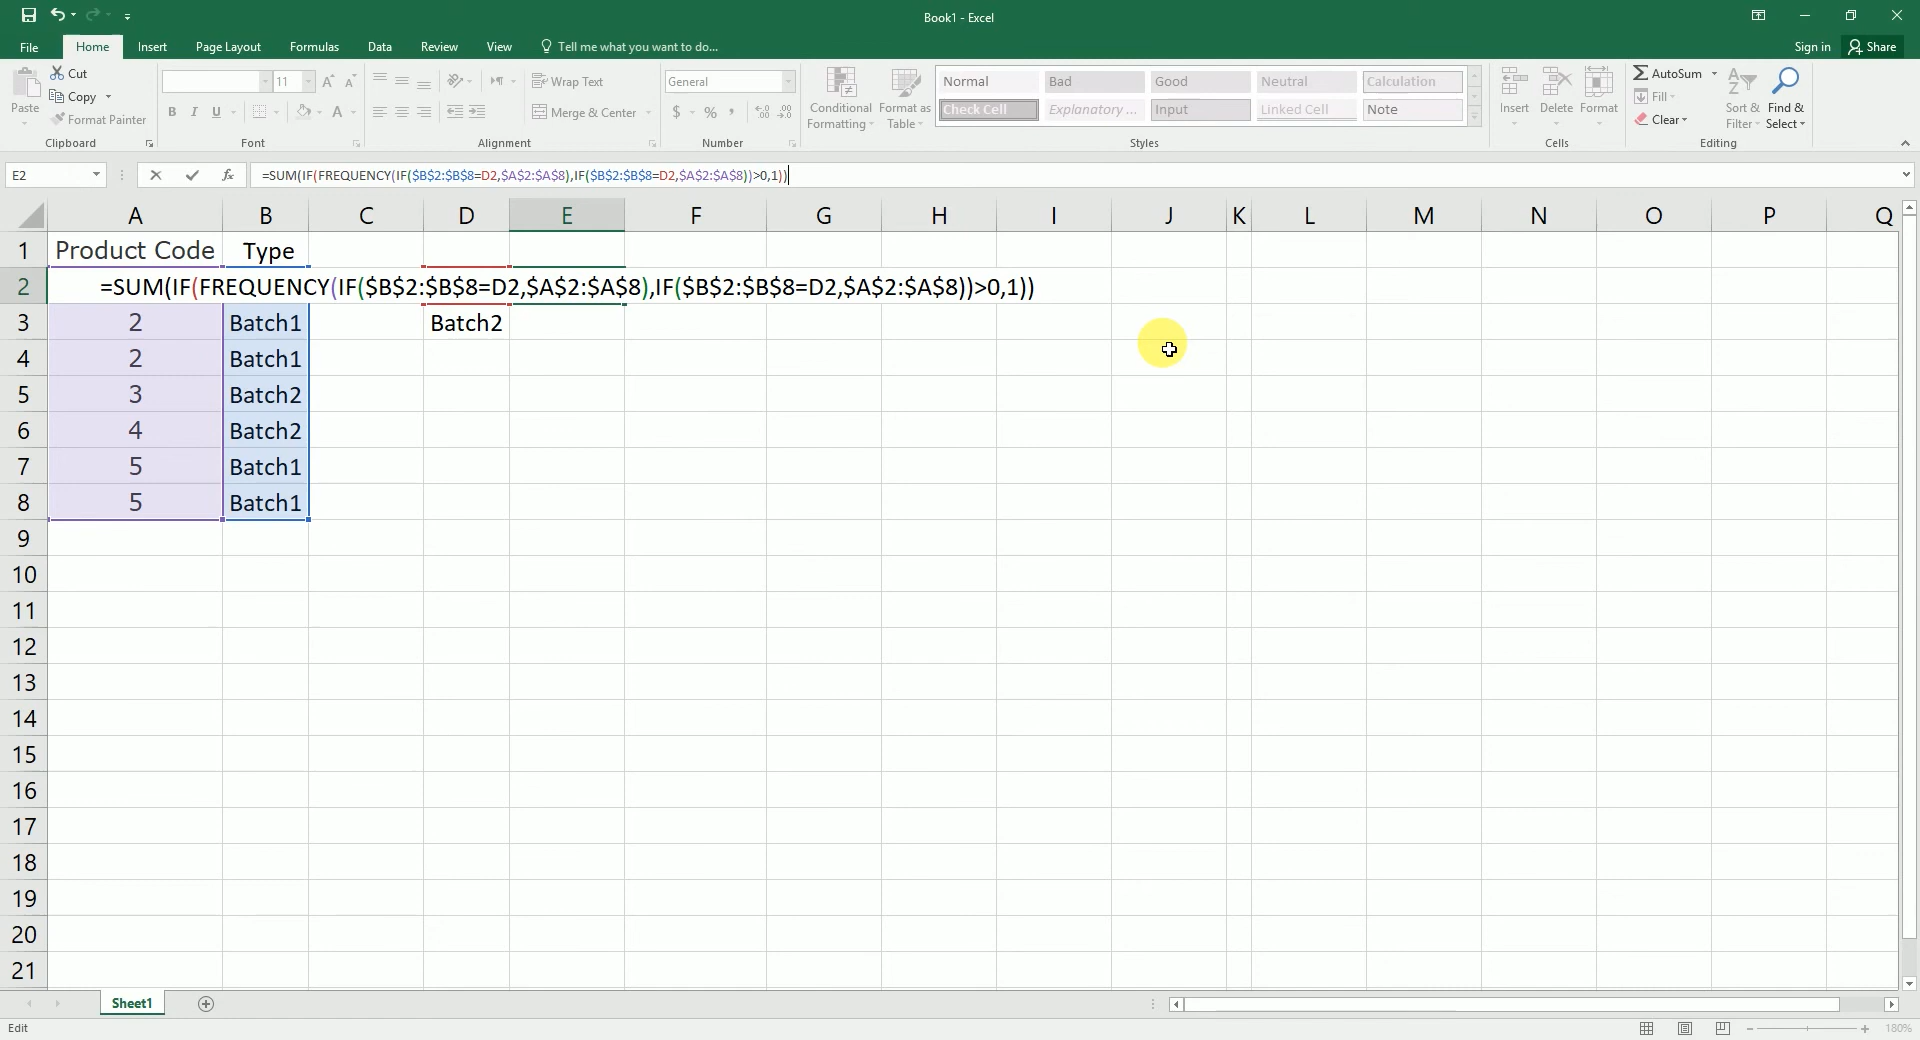 Book1 - Excel
File Home Insert Page Layout Formulas Data Review View Tell me what you want to do... Sign in Share
Paste Cut
Copy
Format Painter
Clipboard
11
B I U A
Font
Wrap Text
Merge & Center
Alignment
General
$ % ,
Number
Conditional Formatting
Format as Table
Normal Bad Good Neutral Calculation
Check Cell Explanatory ... Input Linked Cell Note
Styles
Insert Delete Format
Cells
AutoSum
Fill
Clear
Sort & Filter
Find & Select
Editing
E2 fx =SUM(IF(FREQUENCY(IF($B$2:$B$8=D2,$A$2:$A$8),IF($B$2:$B$8=D2,$A$2:$A$8))>0,1))
A B C D E F G H I J K L M N O P Q
1 Product Code Type
2 =SUM(IF(FREQUENCY(IF($B$2:$B$8=D2,$A$2:$A$8),IF($B$2:$B$8=D2,$A$2:$A$8))>0,1))
3 2 Batch1 Batch2
4 2 Batch1
5 3 Batch2
6 4 Batch2
7 5 Batch1
8 5 Batch1
9
10
11
12
13
14
15
16
17
18
19
20
21
Sheet1
Edit 180%